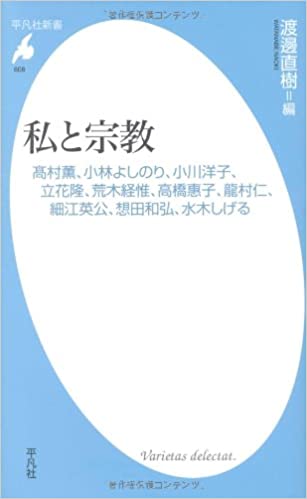 著作権保護コンテンツ
平凡社新書
608
渡邊直樹=編
WATANABE NAOKI
私と宗教
髙村薫、小林よしのり、小川洋子、
立花隆、荒木経惟、高橋惠子、龍村仁、
細江英公、想田和弘、水木しげる
Varietas delectat.
平凡社
著作権保護コンテンツ